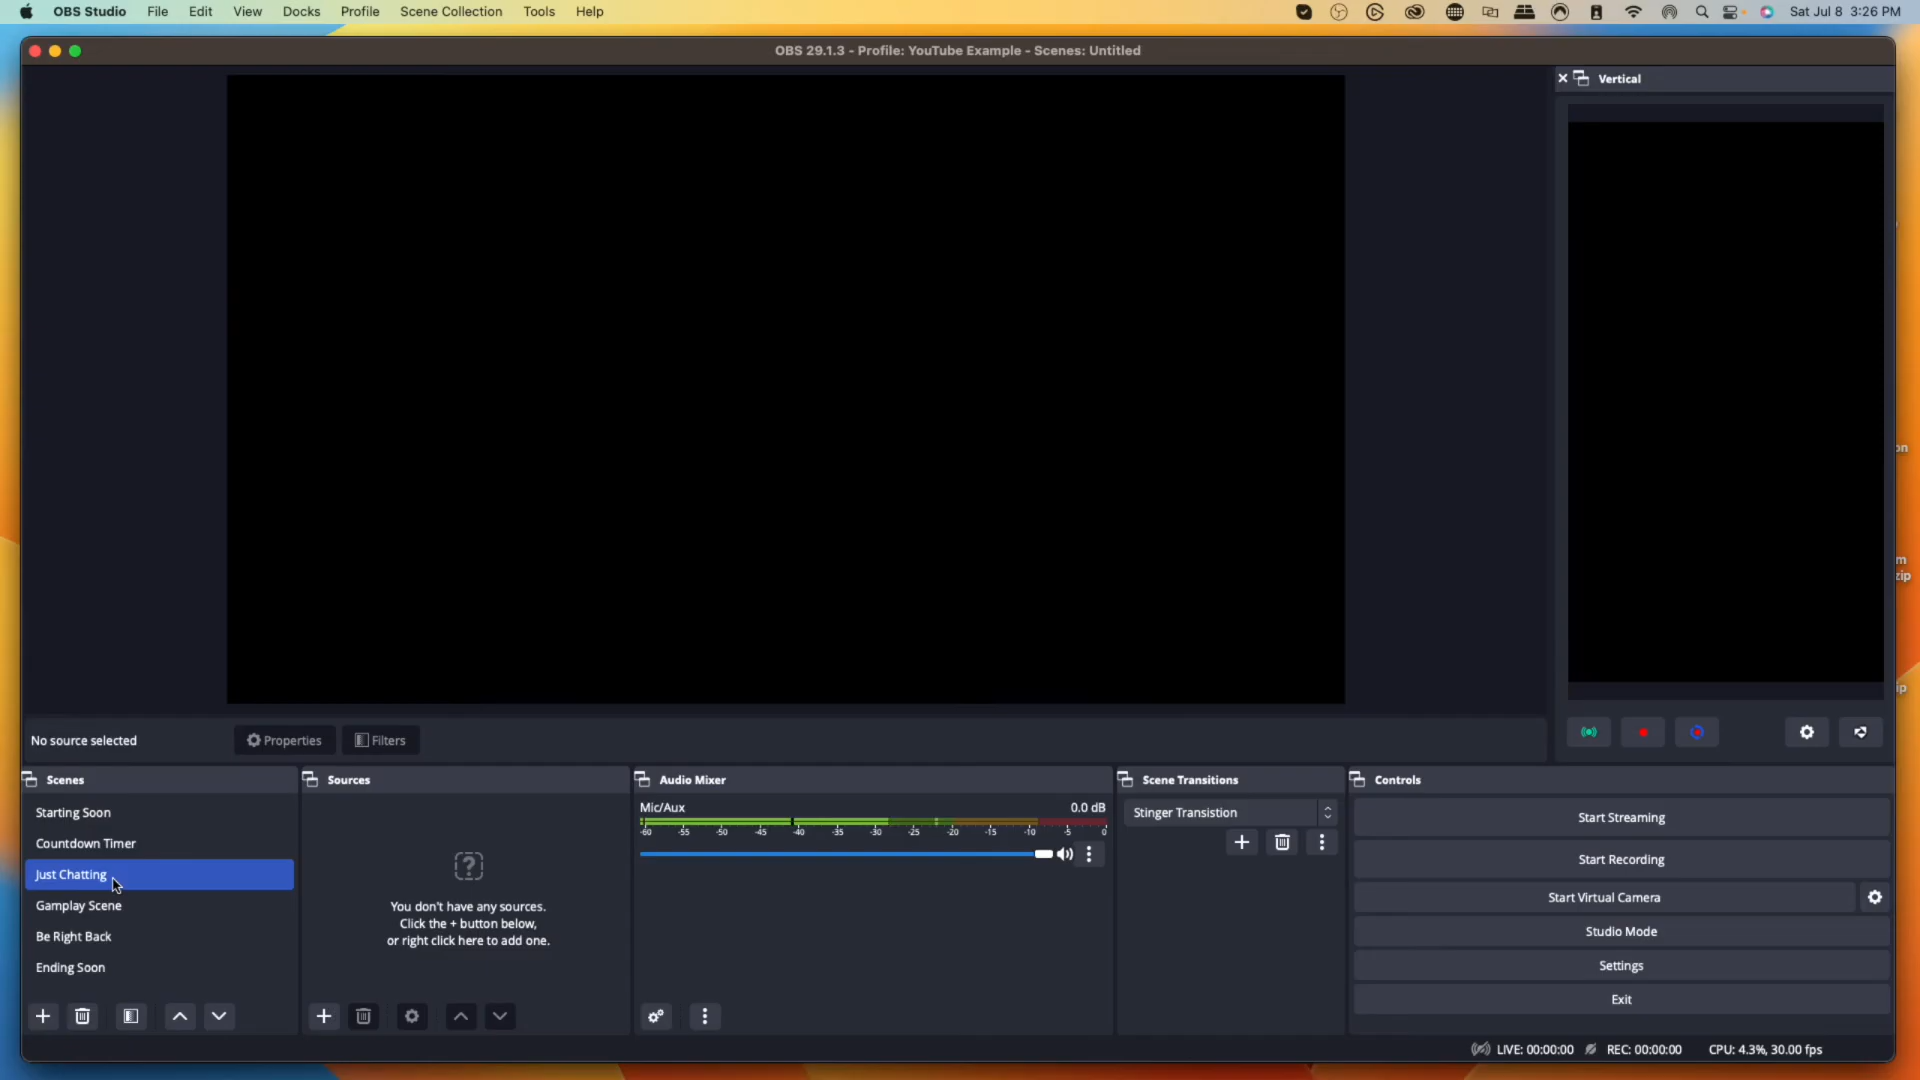 OBS Studio File Edit View Docks Profile Scene Collection Tools Help Sat Jul 8 3:26 PM
OBS 29.1.3 - Profile: YouTube Example - Scenes: Untitled
Vertical
on
m
zip
ip
No source selected Properties Filters
Scenes
Starting Soon
Countdown Timer
Just Chatting
Gamplay Scene
Be Right Back
Ending Soon
Sources
You don't have any sources.
Click the + button below,
or right click here to add one.
Audio Mixer
Mic/Aux 0.0 dB
-60 -55 -50 -45 -40 -35 -30 -25 -20 -15 -10 -5 0
Scene Transitions
Stinger Transistion
Controls
Start Streaming
Start Recording
Start Virtual Camera
Studio Mode
Settings
Exit
LIVE: 00:00:00 REC: 00:00:00 CPU: 4.3%, 30.00 fps